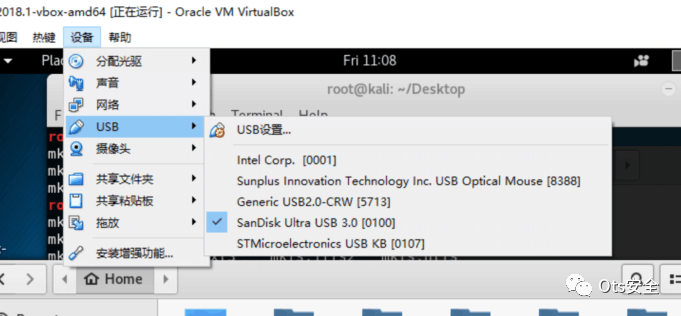 2018.1-vbox-amd64 [正在运行] - Oracle VM VirtualBox
视图 热键 设备 帮助
Fri 11:08
root@kali: ~/Desktop
Terminal Help
分配光驱
声音
网络
USB
摄像头
共享文件夹
共享粘贴板
拖放
安装增强功能...
USB设置...
Intel Corp. [0001]
Sunplus Innovation Technology Inc. USB Optical Mouse [8388]
Generic USB2.0-CRW [5713]
SanDisk Ultra USB 3.0 [0100]
STMicroelectronics USB KB [0107]
Home
Ots安全